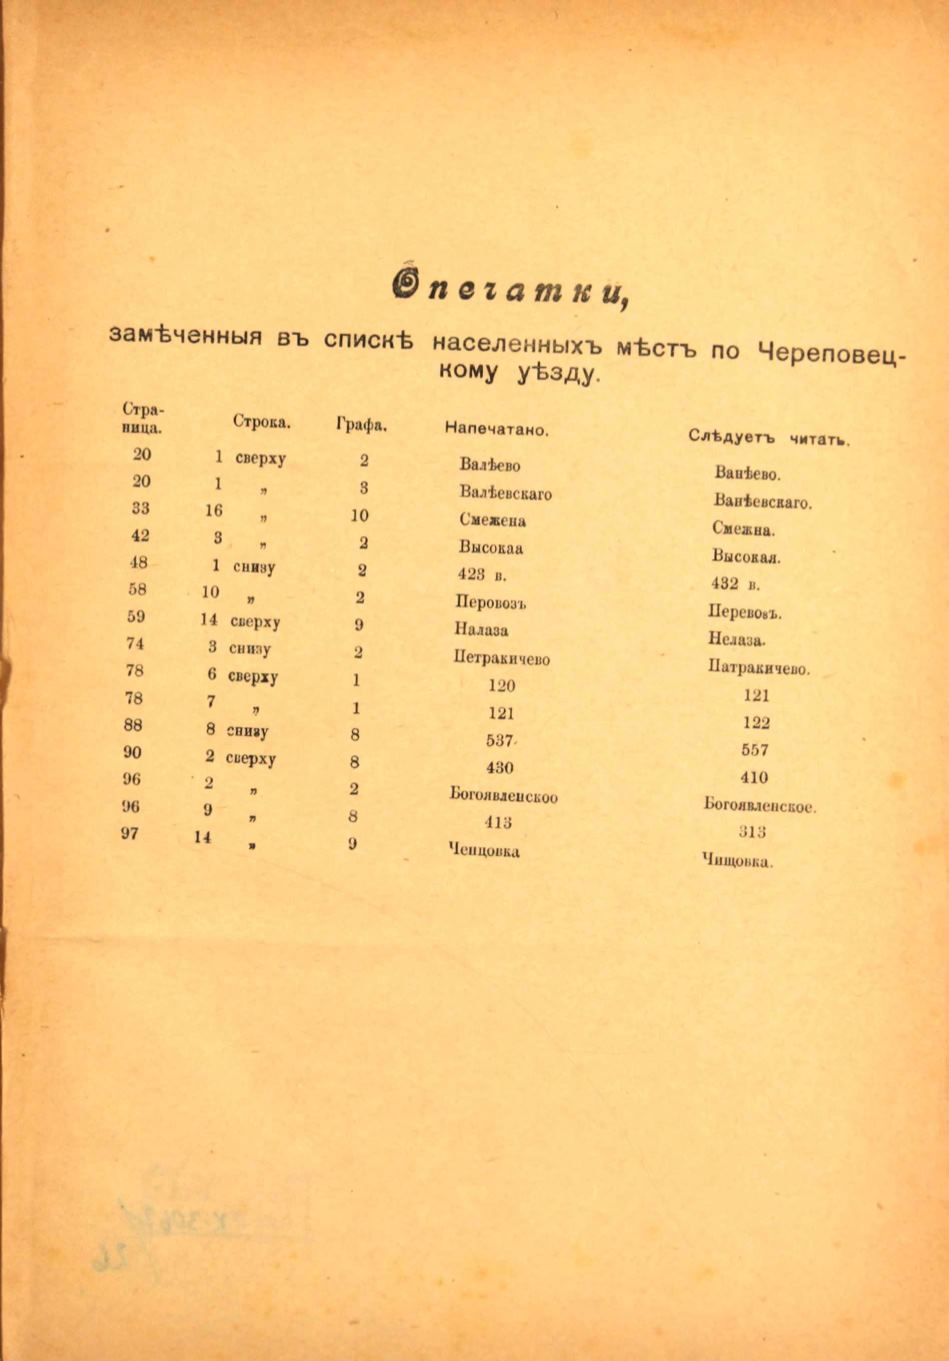 Опечатки,
замѣченныя въ спискѣ населенныхъ мѣстъ по Череповец-
кому уѣзду.
Стра-
ница. Строка. Графа. Напечатано. Слѣдуетъ читать.
20 1 сверху 2 Валѣево Ванѣево.
20 1 „ 3 Валѣевскаго Ванѣевскаго.
33 16 „ 10 Смежена Смежна.
42 3 „ 2 Высокаа Высокая.
48 1 снизу 2 423 в. 432 в.
58 10 „ 2 Перовозъ Перевозъ.
59 14 сверху 9 Налаза Нелаза.
74 3 снизу 2 Петракичево Патракичево.
78 6 сверху 1 120 121
78 7 „ 1 121 122
88 8 снизу 8 537 557
90 2 сверху 8 430 410
96 2 „ 2 Богоявленскоо Богоявленское.
96 9 „ 8 413 313
97 14 „ 9 Ченцовка Чищовка.